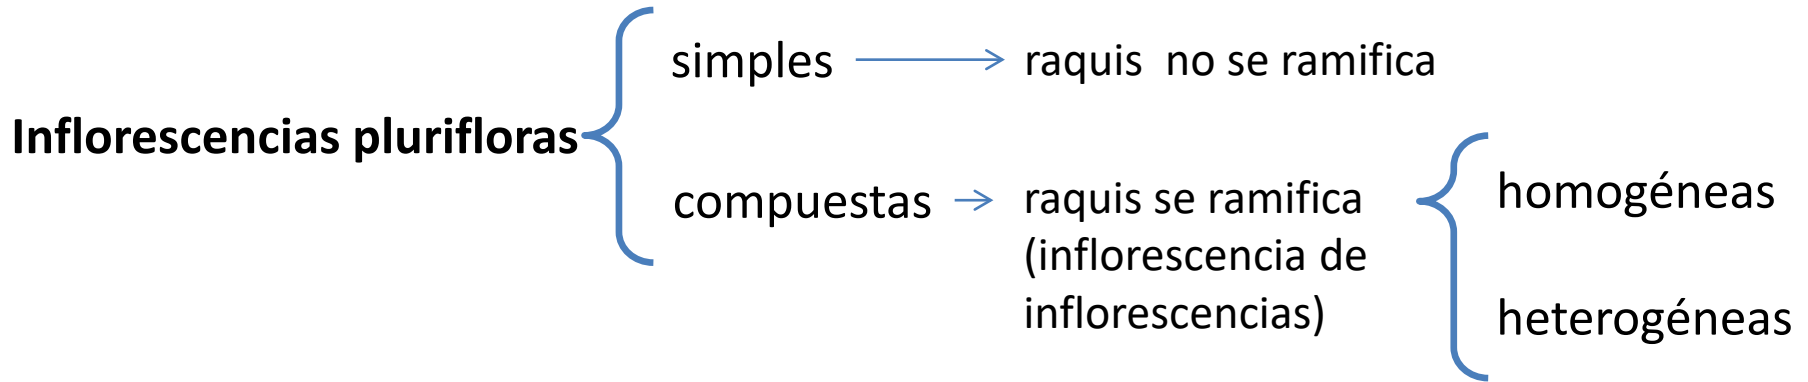 simples
raquis no se ramifica
Inflorescencias plurifloras
compuestas
raquis se ramifica
(inflorescencia de
inflorescencias)
homogéneas
heterogéneas